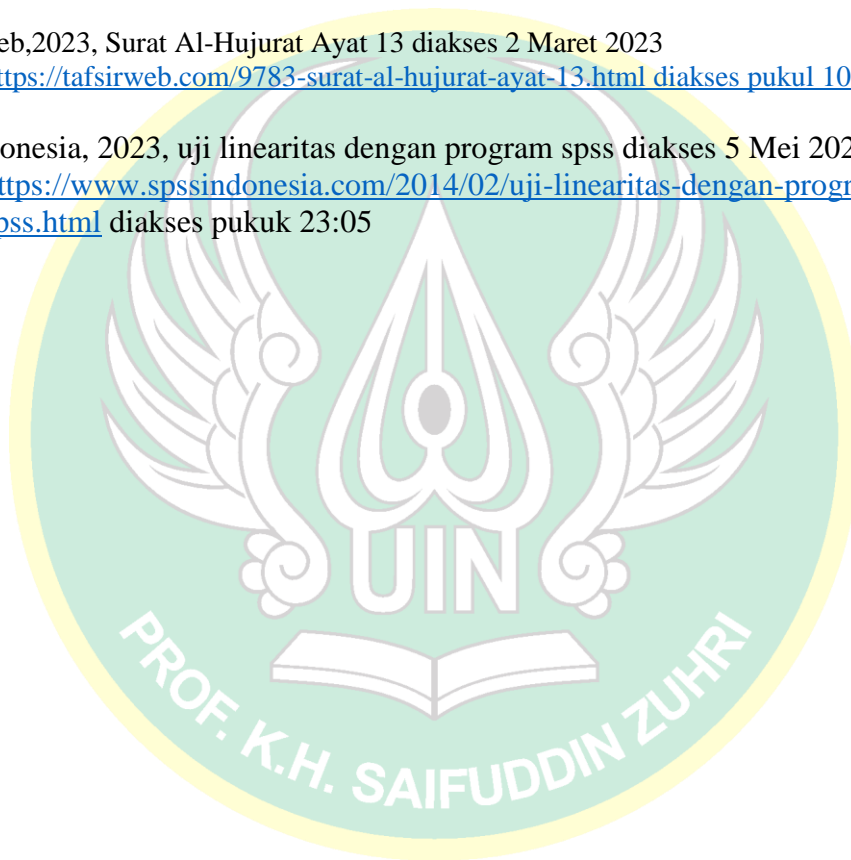 eb,2023, Surat Al-Hujurat Ayat 13 diakses 2 Maret 2023
ttps://tafsirweb.com/9783-surat-al-hujurat-ayat-13.html diakses pukul 10
onesia, 2023, uji linearitas dengan program spss diakses 5 Mei 202
ttps://www.spssindonesia.com/2014/02/uji-linearitas-dengan-progr
pss.html diakses pukuk 23:05
UIN
PROF. K.H. SAIFUDDIN ZUHRI